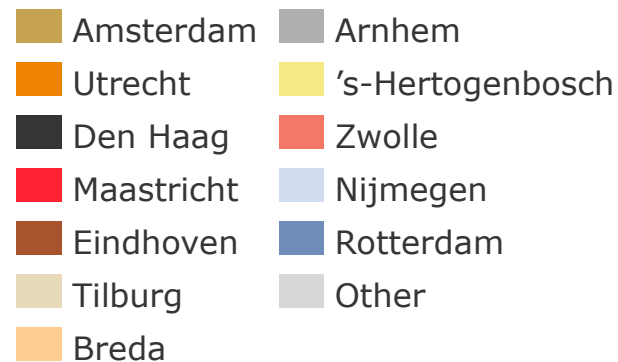 Amsterdam
Utrecht
Den Haag
Maastricht
Eindhoven
Tilburg
Breda
Arnhem
’s-Hertogenbosch
Zwolle
Nijmegen
Rotterdam
Other